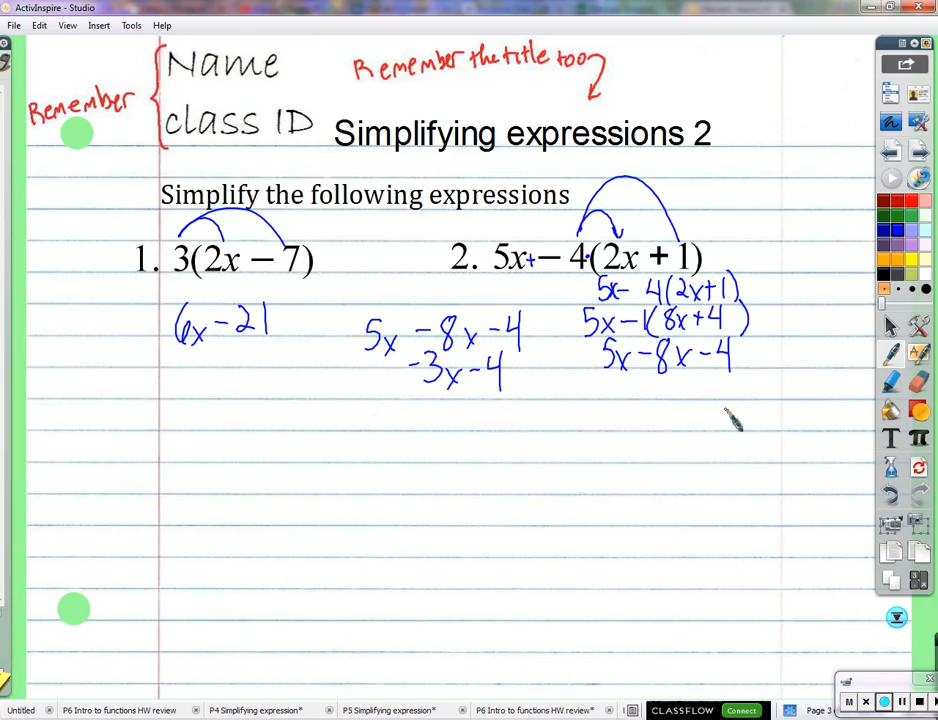 ActivInspire - Studio
File Edit View Insert Tools Help
Name
Remember the title too
Remember
class ID
Simplifying expressions 2
Simplify the following expressions
1. 3(2x − 7)
2. 5x+ − 4·(2x + 1)
5x − 4(2x+1)
6x − 21
5x − 8x − 4
5x − 1(8x + 4)
−3x − 4
5x − 8x − 4
Untitled P6 Intro to functions HW review P4 Simplifying expression* P5 Simplifying expression* P6 Intro to functions HW review* CLASSFLOW Connect Page 3
M